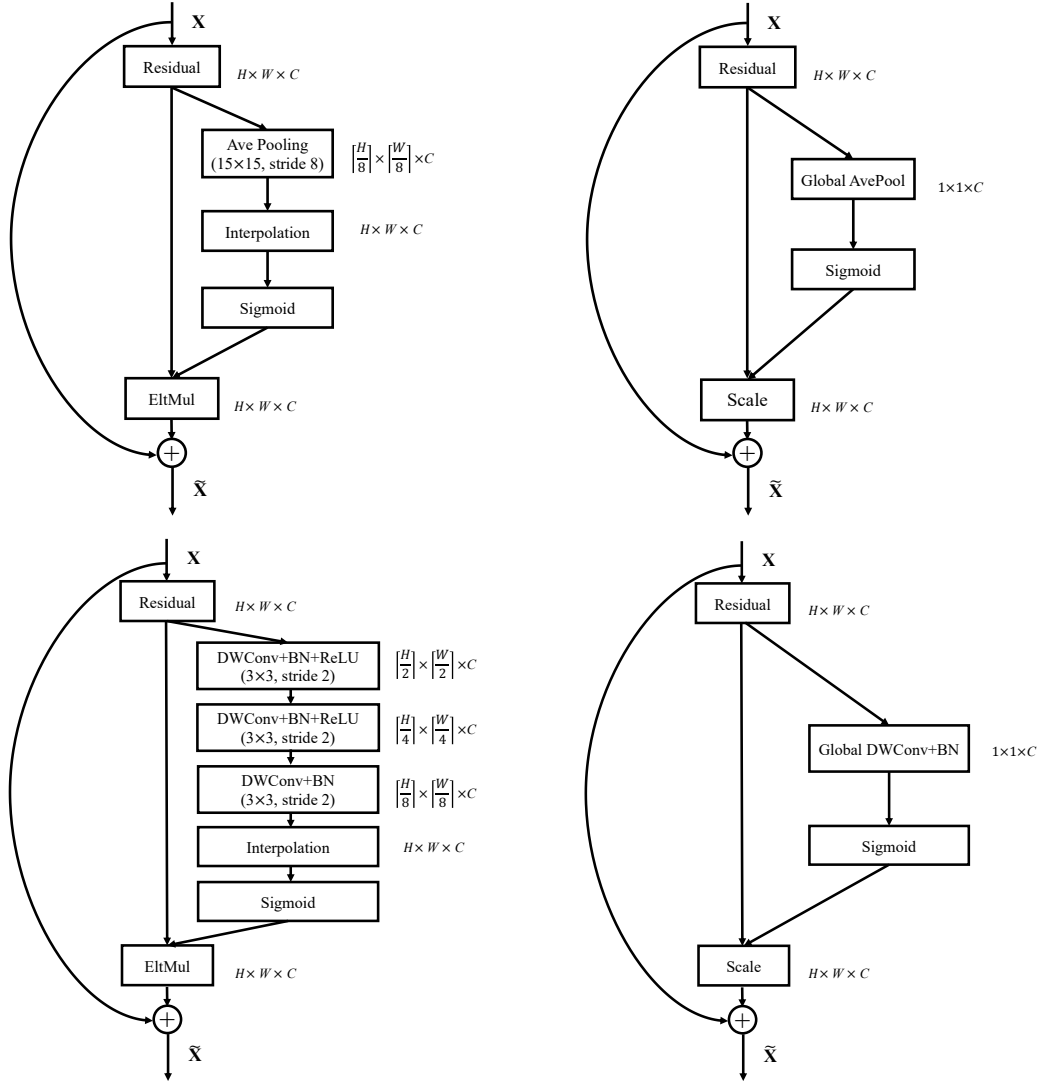 X
Residual
H×W×C
Ave Pooling
(15×15, stride 8)
⌈H/8⌉×⌈W/8⌉×C
Interpolation
H×W×C
Sigmoid
EltMul
H×W×C
+
X̃
X
Residual
H×W×C
Global AvePool
1×1×C
Sigmoid
Scale
H×W×C
+
X̃
X
Residual
H×W×C
DWConv+BN+ReLU
(3×3, stride 2)
⌈H/2⌉×⌈W/2⌉×C
DWConv+BN+ReLU
(3×3, stride 2)
⌈H/4⌉×⌈W/4⌉×C
DWConv+BN
(3×3, stride 2)
⌈H/8⌉×⌈W/8⌉×C
Interpolation
H×W×C
Sigmoid
EltMul
H×W×C
+
X̃
X
Residual
H×W×C
Global DWConv+BN
1×1×C
Sigmoid
Scale
H×W×C
+
X̃